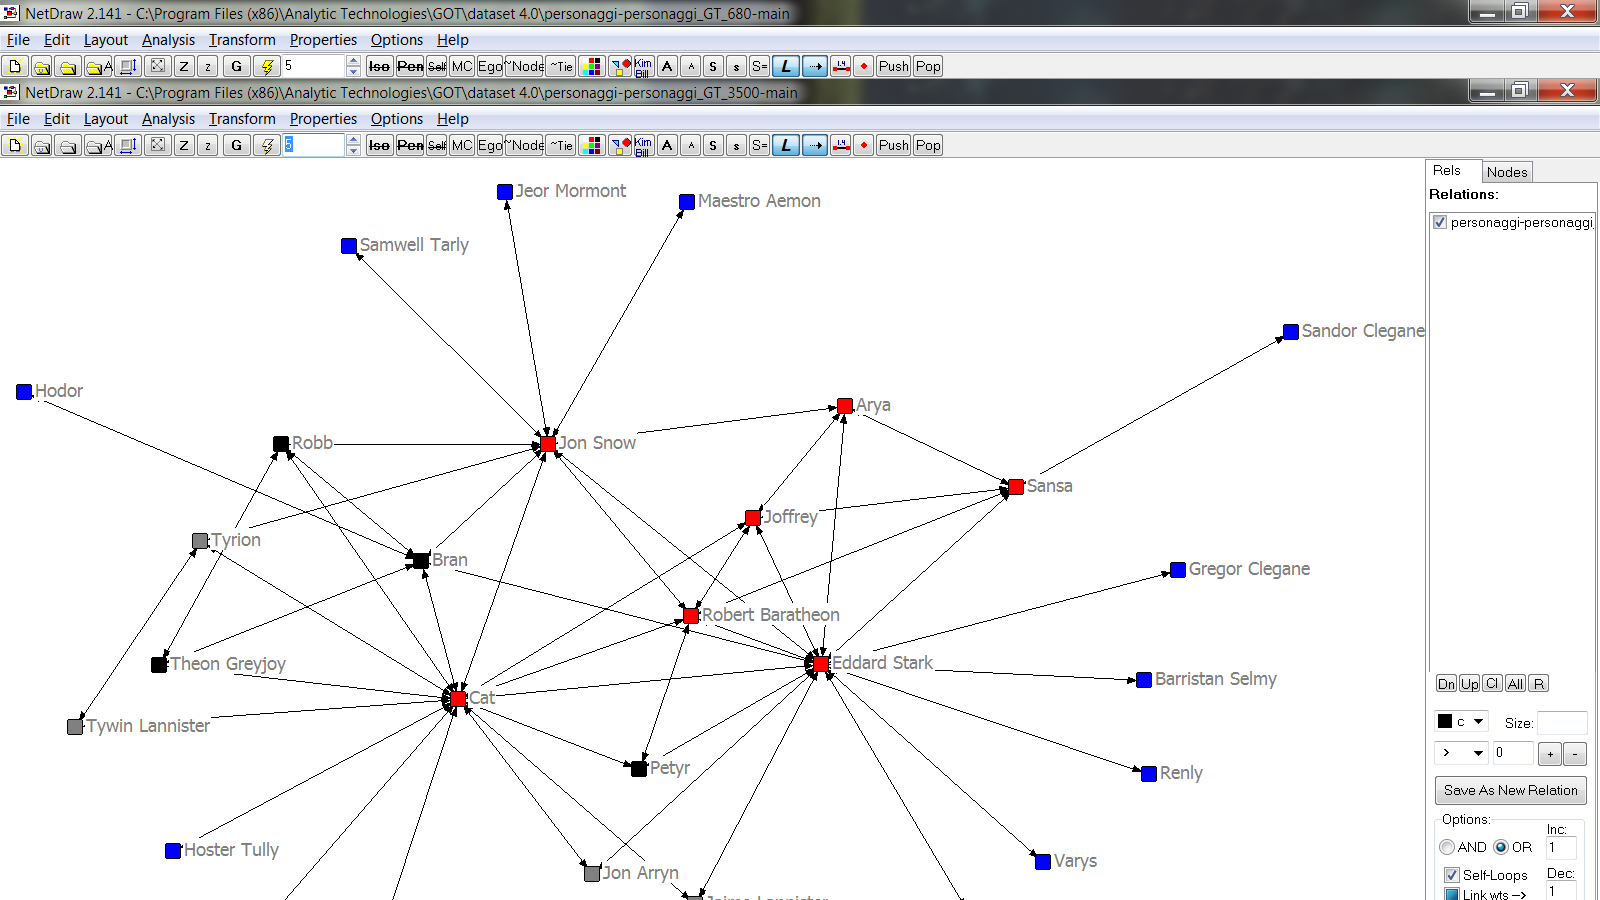 NetDraw 2.141 - C:\Program Files (x86)\Analytic Technologies\GOT\dataset 4.0\personaggi-personaggi_GT_680-main
File Edit Layout Analysis Transform Properties Options Help
A Z z G 5 Iso Pen Self MC Ego ~Node ~Tie Kim Bill A A S s S= L Push Pop
NetDraw 2.141 - C:\Program Files (x86)\Analytic Technologies\GOT\dataset 4.0\personaggi-personaggi_GT_3500-main
File Edit Layout Analysis Transform Properties Options Help
A Z z G 5 Iso Pen Self MC Ego ~Node ~Tie Kim Bill A A S s S= L Push Pop
Rels Nodes
Relations:
personaggi-personaggi
Jeor Mormont
Maestro Aemon
Samwell Tarly
Sandor Clegane
Hodor
Arya
Robb
Jon Snow
Sansa
Joffrey
Tyrion
Bran
Gregor Clegane
Robert Baratheon
Theon Greyjoy
Eddard Stark
Barristan Selmy
Cat
Tywin Lannister
Petyr
Renly
Hoster Tully
Varys
Jon Arryn
Jaime Lannister
Dn Up Cl All R
c Size:
> 0 + -
Save As New Relation
Options:
Inc:
AND OR 1
Self-Loops Dec:
Link wts --> 1